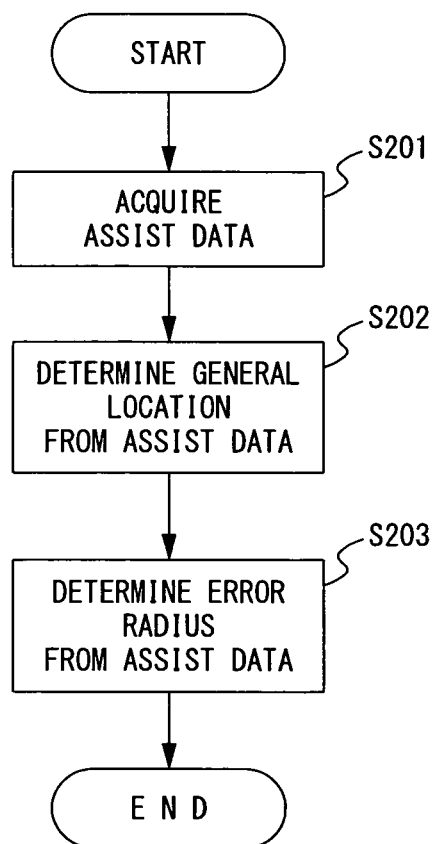 START
S201
ACQUIRE
ASSIST DATA
S202
DETERMINE GENERAL
LOCATION
FROM ASSIST DATA
S203
DETERMINE ERROR
RADIUS
FROM ASSIST DATA
E N D